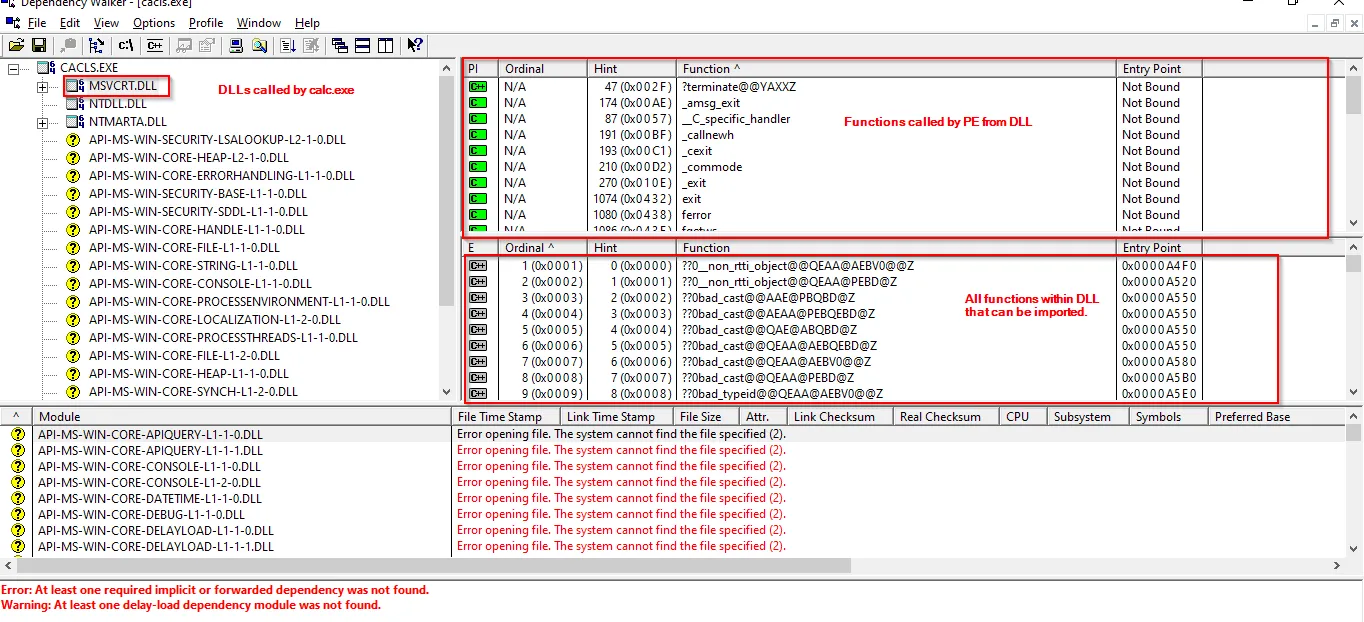 Dependency Walker - [cacls.exe]
File Edit View Options Profile Window Help
c:\ C++
CACLS.EXE
MSVCRT.DLL
NTDLL.DLL
NTMARTA.DLL
API-MS-WIN-SECURITY-LSALOOKUP-L2-1-0.DLL
API-MS-WIN-CORE-HEAP-L2-1-0.DLL
API-MS-WIN-CORE-ERRORHANDLING-L1-1-0.DLL
API-MS-WIN-SECURITY-BASE-L1-1-0.DLL
API-MS-WIN-SECURITY-SDDL-L1-1-0.DLL
API-MS-WIN-CORE-HANDLE-L1-1-0.DLL
API-MS-WIN-CORE-FILE-L1-1-0.DLL
API-MS-WIN-CORE-STRING-L1-1-0.DLL
API-MS-WIN-CORE-CONSOLE-L1-1-0.DLL
API-MS-WIN-CORE-PROCESSENVIRONMENT-L1-1-0.DLL
API-MS-WIN-CORE-LOCALIZATION-L1-2-0.DLL
API-MS-WIN-CORE-PROCESSTHREADS-L1-1-0.DLL
API-MS-WIN-CORE-FILE-L1-2-0.DLL
API-MS-WIN-CORE-HEAP-L1-1-0.DLL
API-MS-WIN-CORE-SYNCH-L1-2-0.DLL
DLLs called by calc.exe
PI Ordinal Hint Function ^ Entry Point
C++ N/A 47 (0x002F) ?terminate@@YAXXZ Not Bound
C N/A 174 (0x00AE) _amsg_exit Not Bound
C N/A 87 (0x0057) __C_specific_handler Not Bound
C N/A 191 (0x00BF) _callnewh Not Bound
C N/A 193 (0x00C1) _cexit Not Bound
C N/A 210 (0x00D2) _commode Not Bound
C N/A 270 (0x010E) _exit Not Bound
C N/A 1074 (0x0432) exit Not Bound
C N/A 1080 (0x0438) ferror Not Bound
C N/A 1086 (0x043E) fgetws Not Bound
Functions called by PE from DLL
E Ordinal ^ Hint Function Entry Point
C++ 1 (0x0001) 0 (0x0000) ??0__non_rtti_object@@QEAA@AEBV0@@Z 0x0000A4F0
C++ 2 (0x0002) 1 (0x0001) ??0__non_rtti_object@@QEAA@PEBD@Z 0x0000A520
C++ 3 (0x0003) 2 (0x0002) ??0bad_cast@@AAE@PBQBD@Z 0x0000A550
C++ 4 (0x0004) 3 (0x0003) ??0bad_cast@@AEAA@PEBQEBD@Z 0x0000A550
C++ 5 (0x0005) 4 (0x0004) ??0bad_cast@@QAE@ABQBD@Z 0x0000A550
C++ 6 (0x0006) 5 (0x0005) ??0bad_cast@@QEAA@AEBQEBD@Z 0x0000A550
C++ 7 (0x0007) 6 (0x0006) ??0bad_cast@@QEAA@AEBV0@@Z 0x0000A580
C++ 8 (0x0008) 7 (0x0007) ??0bad_cast@@QEAA@PEBD@Z 0x0000A5B0
C++ 9 (0x0009) 8 (0x0008) ??0bad_typeid@@QEAA@AEBV0@@Z 0x0000A5E0
All functions within DLL
that can be imported.
^ Module File Time Stamp Link Time Stamp File Size Attr. Link Checksum Real Checksum CPU Subsystem Symbols Preferred Base
API-MS-WIN-CORE-APIQUERY-L1-1-0.DLL Error opening file. The system cannot find the file specified (2).
API-MS-WIN-CORE-APIQUERY-L1-1-1.DLL Error opening file. The system cannot find the file specified (2).
API-MS-WIN-CORE-CONSOLE-L1-1-0.DLL Error opening file. The system cannot find the file specified (2).
API-MS-WIN-CORE-CONSOLE-L1-2-0.DLL Error opening file. The system cannot find the file specified (2).
API-MS-WIN-CORE-DATETIME-L1-1-0.DLL Error opening file. The system cannot find the file specified (2).
API-MS-WIN-CORE-DEBUG-L1-1-0.DLL Error opening file. The system cannot find the file specified (2).
API-MS-WIN-CORE-DELAYLOAD-L1-1-0.DLL Error opening file. The system cannot find the file specified (2).
API-MS-WIN-CORE-DELAYLOAD-L1-1-1.DLL Error opening file. The system cannot find the file specified (2).
Error: At least one required implicit or forwarded dependency was not found.
Warning: At least one delay-load dependency module was not found.